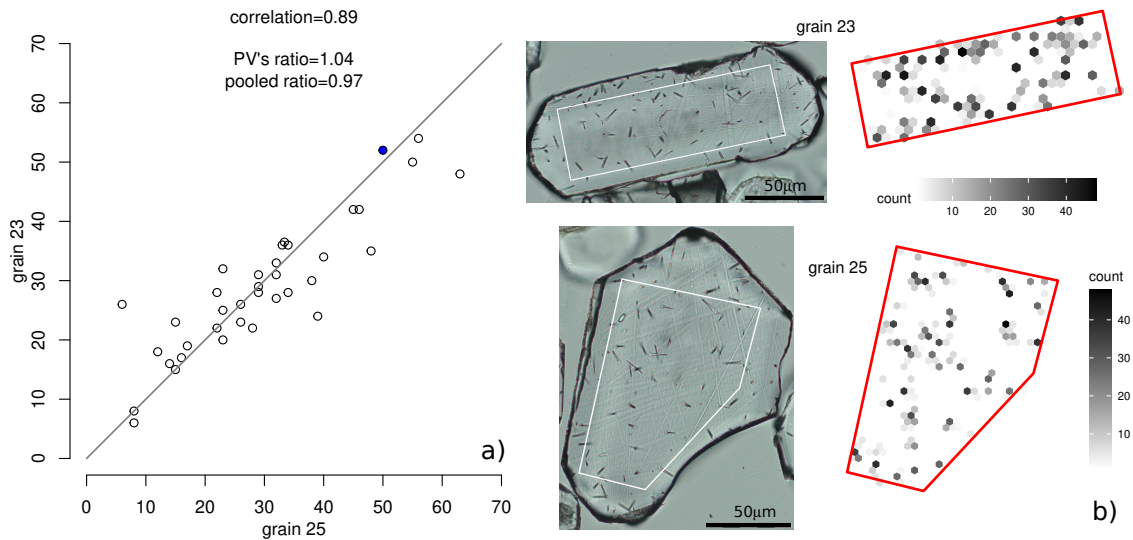 correlation=0.89
PV's ratio=1.04
pooled ratio=0.97
70
60
50
40
30
20
10
0
grain 23
0 10 20 30 40 50 60 70
grain 25
a)
grain 23
50μm
count
10 20 30 40
grain 25
50μm
count
40
30
20
10
b)